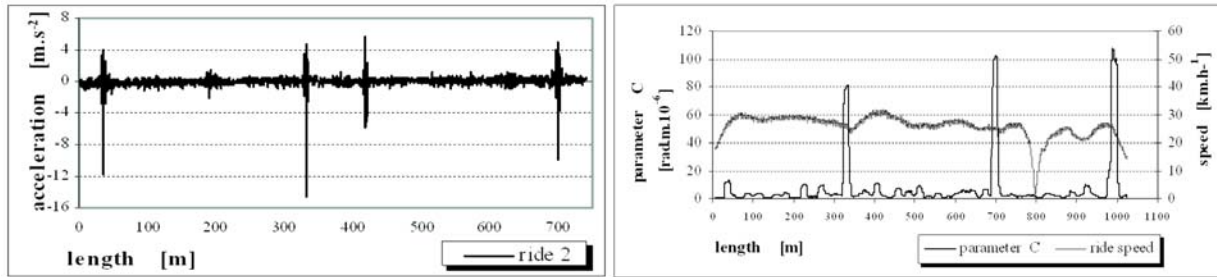 acceleration [m.s-2]
8
4
0
-4
-8
-12
-16
0 100 200 300 400 500 600 700
length [m]
ride 2
parameter C
[rad.m.10-6]
120
100
80
60
40
20
0
60
50
40
30
20
10
0
speed [km.h-1]
0 100 200 300 400 500 600 700 800 900 1000 1100
length [m]
parameter C ride speed